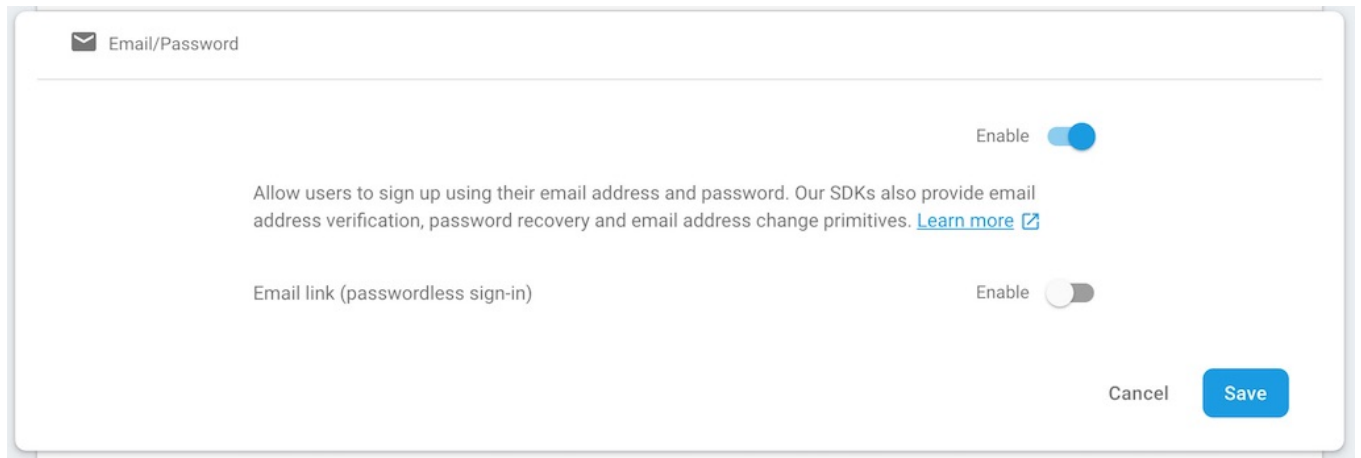 Email/Password
Enable
Allow users to sign up using their email address and password. Our SDKs also provide email
address verification, password recovery and email address change primitives. Learn more
Email link (passwordless sign-in) Enable
Cancel Save